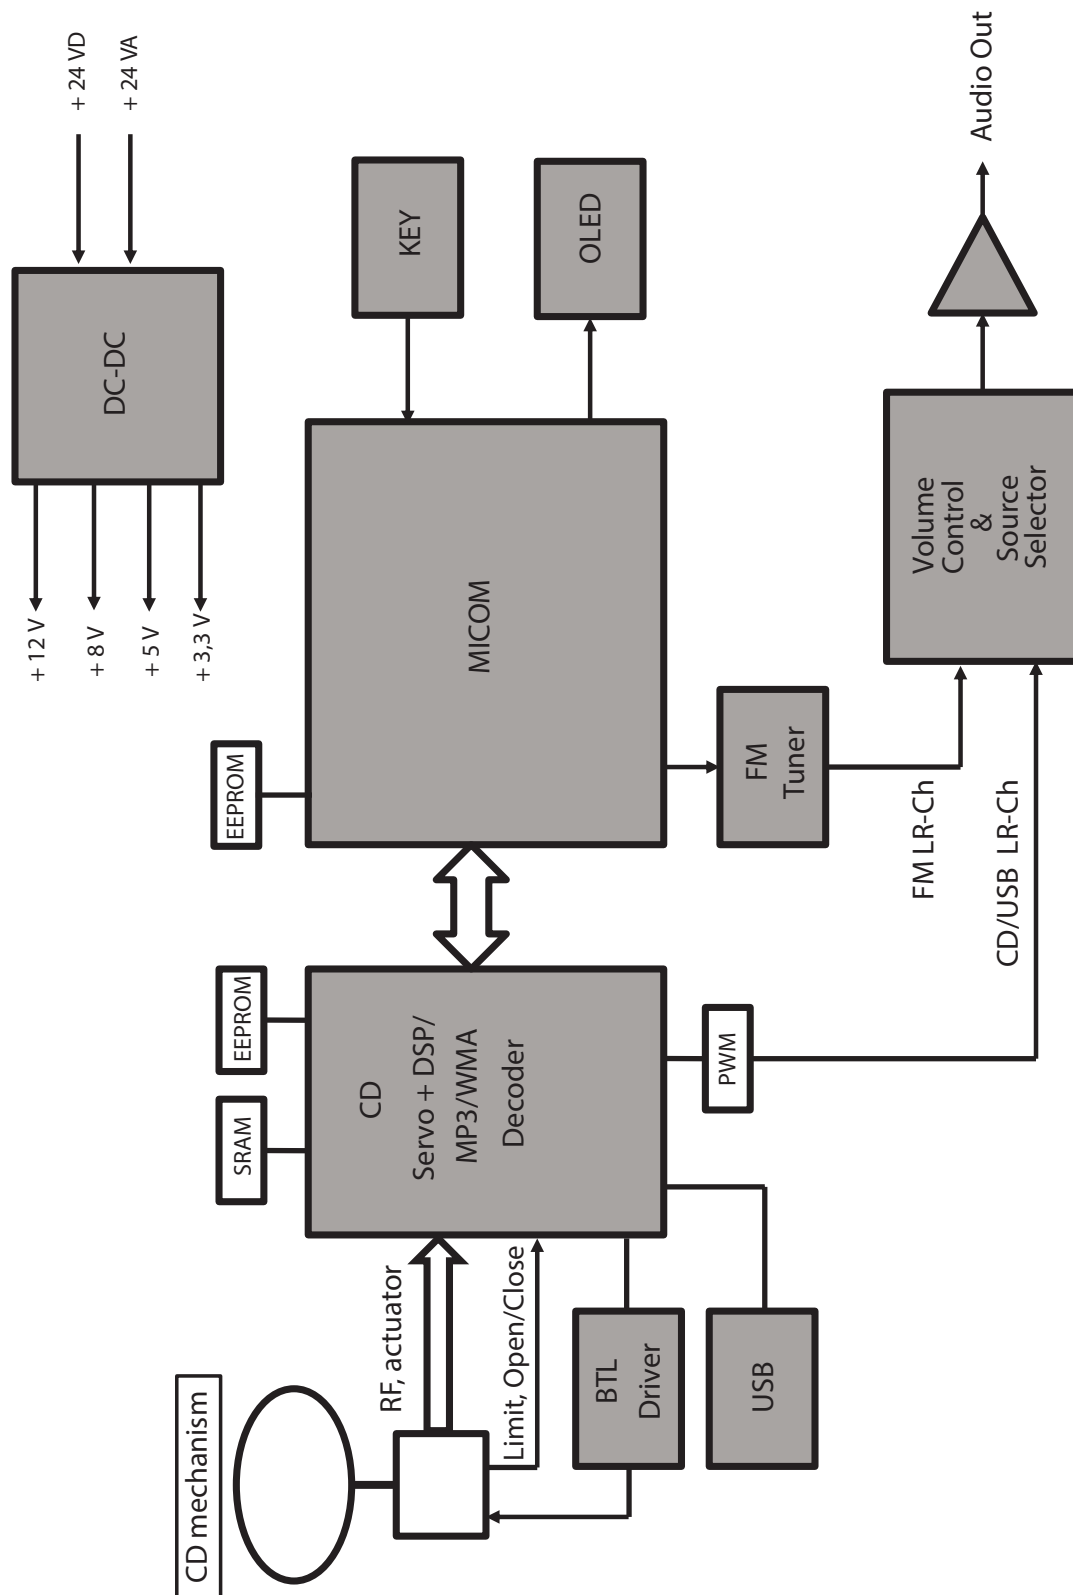 CD mechanism
RF, actuator
Limit, Open/Close
BTL
Driver
USB
SRAM
EEPROM
CD
Servo + DSP/
MP3/WMA
Decoder
PWM
EEPROM
MICOM
FM
Tuner
FM LR-Ch
CD/USB LR-Ch
+ 12 V
+ 8 V
+ 5 V
+ 3,3 V
DC-DC
+ 24 VD
+ 24 VA
KEY
OLED
Volume
Control
&
Source
Selector
Audio Out